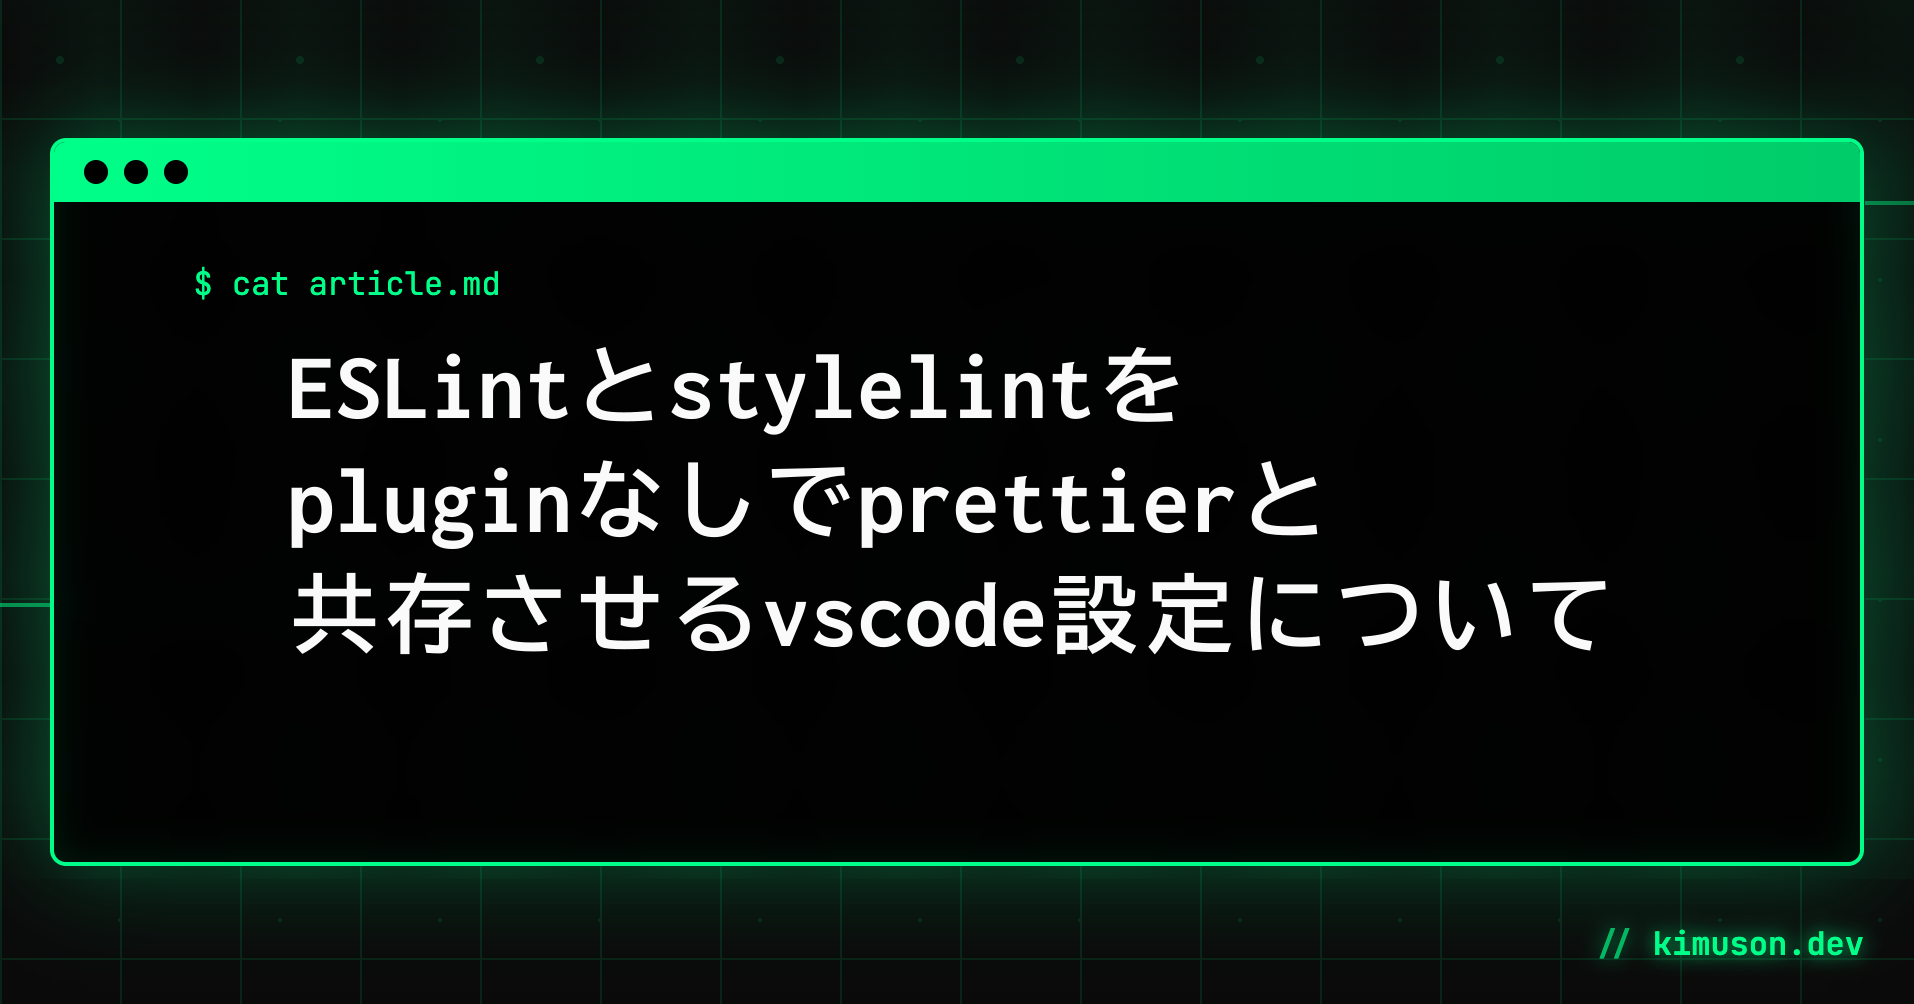 $ cat article.md
ESLintとstylelintを
pluginなしでprettierと
共存させるvscode設定について
// kimuson.dev